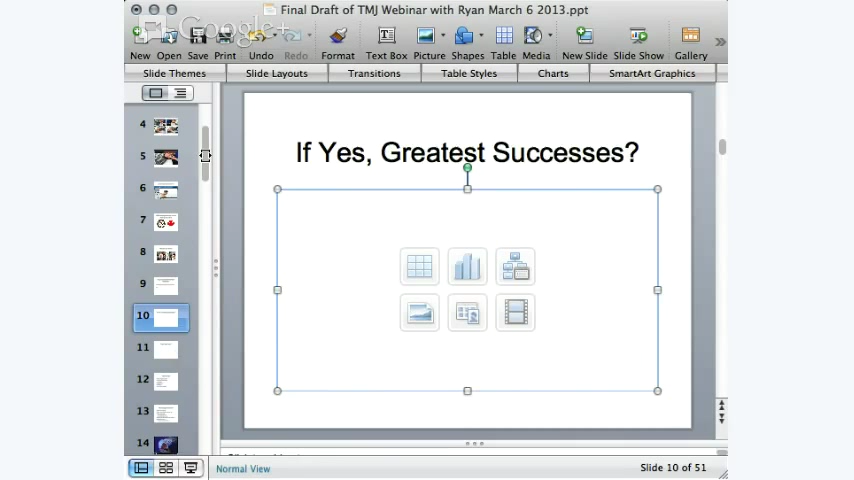 Final Draft of TMJ Webinar with Ryan March 6 2013.ppt
Google+
New Open Save Print Undo Redo Format Text Box Picture Shapes Table Media New Slide Slide Show Gallery
Slide Themes Slide Layouts Transitions Table Styles Charts SmartArt Graphics
4
5
6
7
8
9
10
11
12
13
14
If Yes, Greatest Successes?
Normal View
Slide 10 of 51